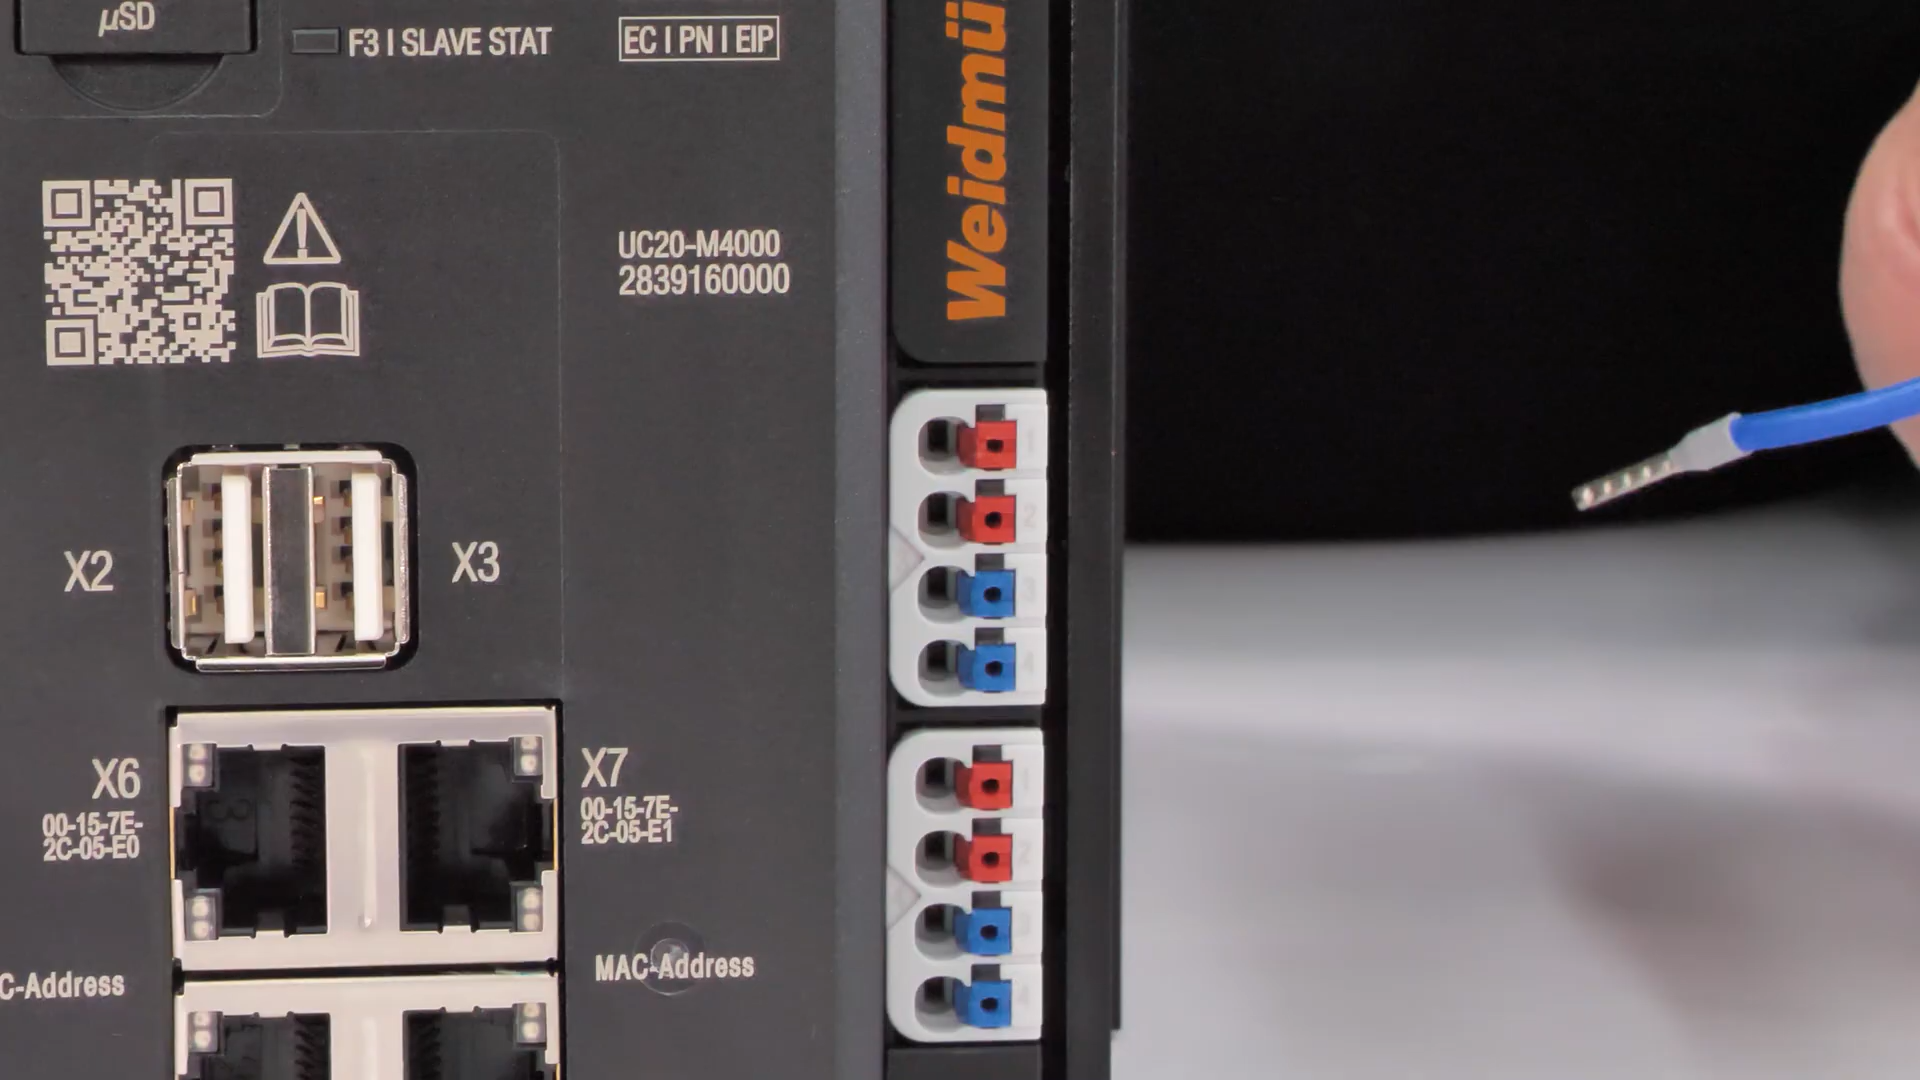 µSD
F3 I SLAVE STAT
EC I PN I EIP
Weidmü
UC20-M4000
2839160000
X2
X3
X6
00-15-7E-
2C-05-E0
X7
00-15-7E-
2C-05-E1
C-Address
MAC-Address